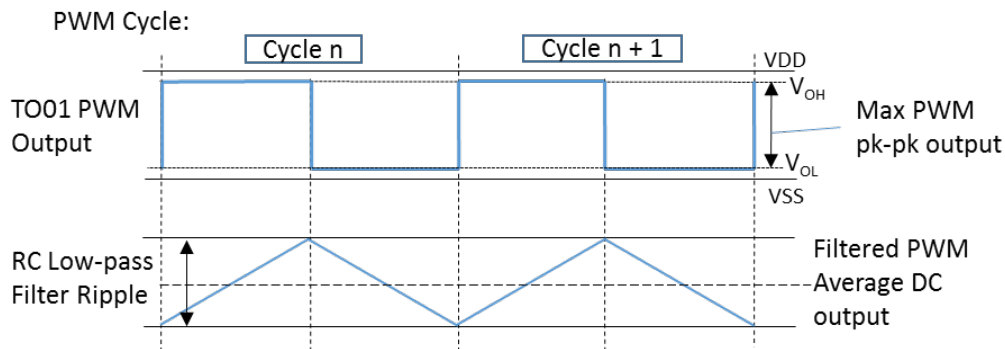 PWM Cycle:
Cycle n
Cycle n + 1
VDD
VOH
TO01 PWM
Output
Max PWM
pk-pk output
VOL
VSS
RC Low-pass
Filter Ripple
Filtered PWM
Average DC
output